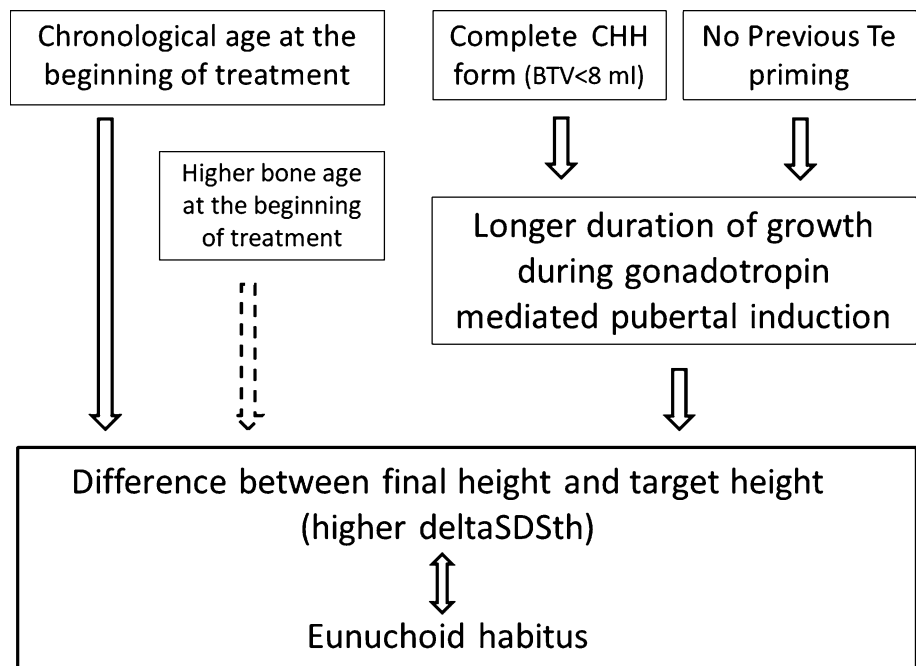 Chronological age at the
beginning of treatment
Complete CHH
form (BTV<8 ml)
No Previous Te
priming
Higher bone age
at the beginning
of treatment
Longer duration of growth
during gonadotropin
mediated pubertal induction
Difference between final height and target height
(higher deltaSDSth)
Eunuchoid habitus